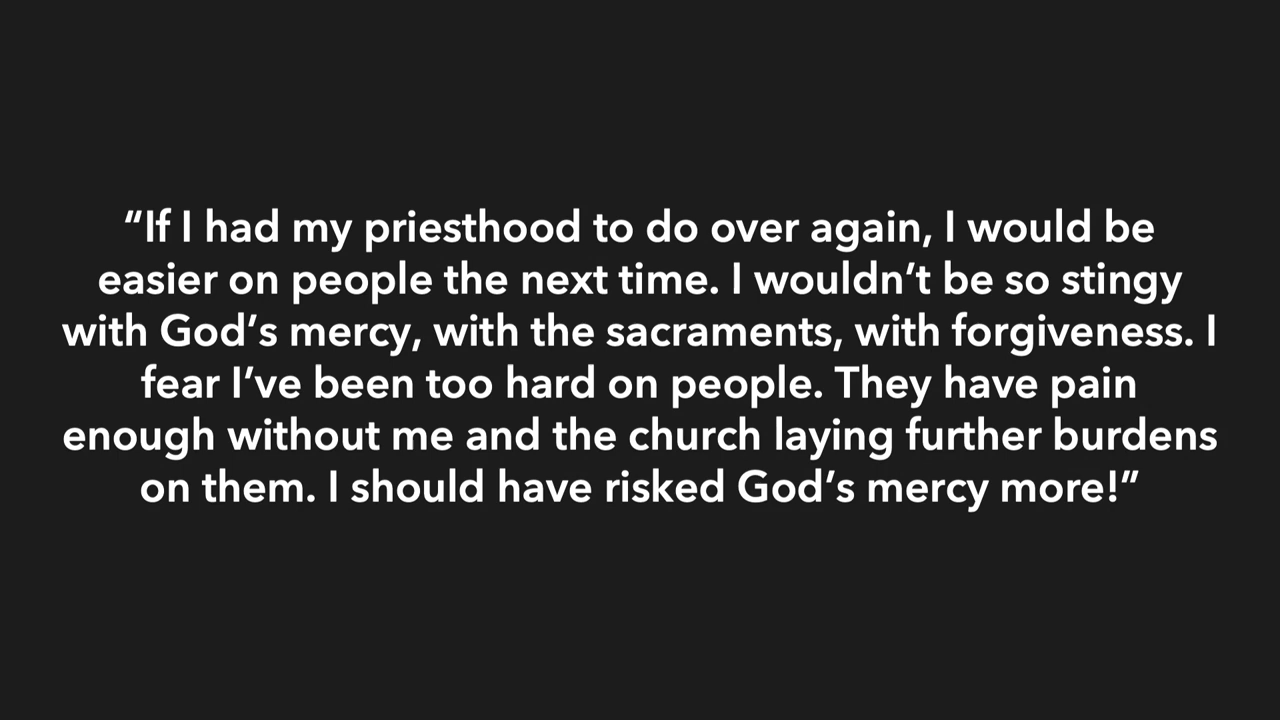 “If I had my priesthood to do over again, I would be
easier on people the next time. I wouldn’t be so stingy
with God’s mercy, with the sacraments, with forgiveness. I
fear I’ve been too hard on people. They have pain
enough without me and the church laying further burdens
on them. I should have risked God’s mercy more!”